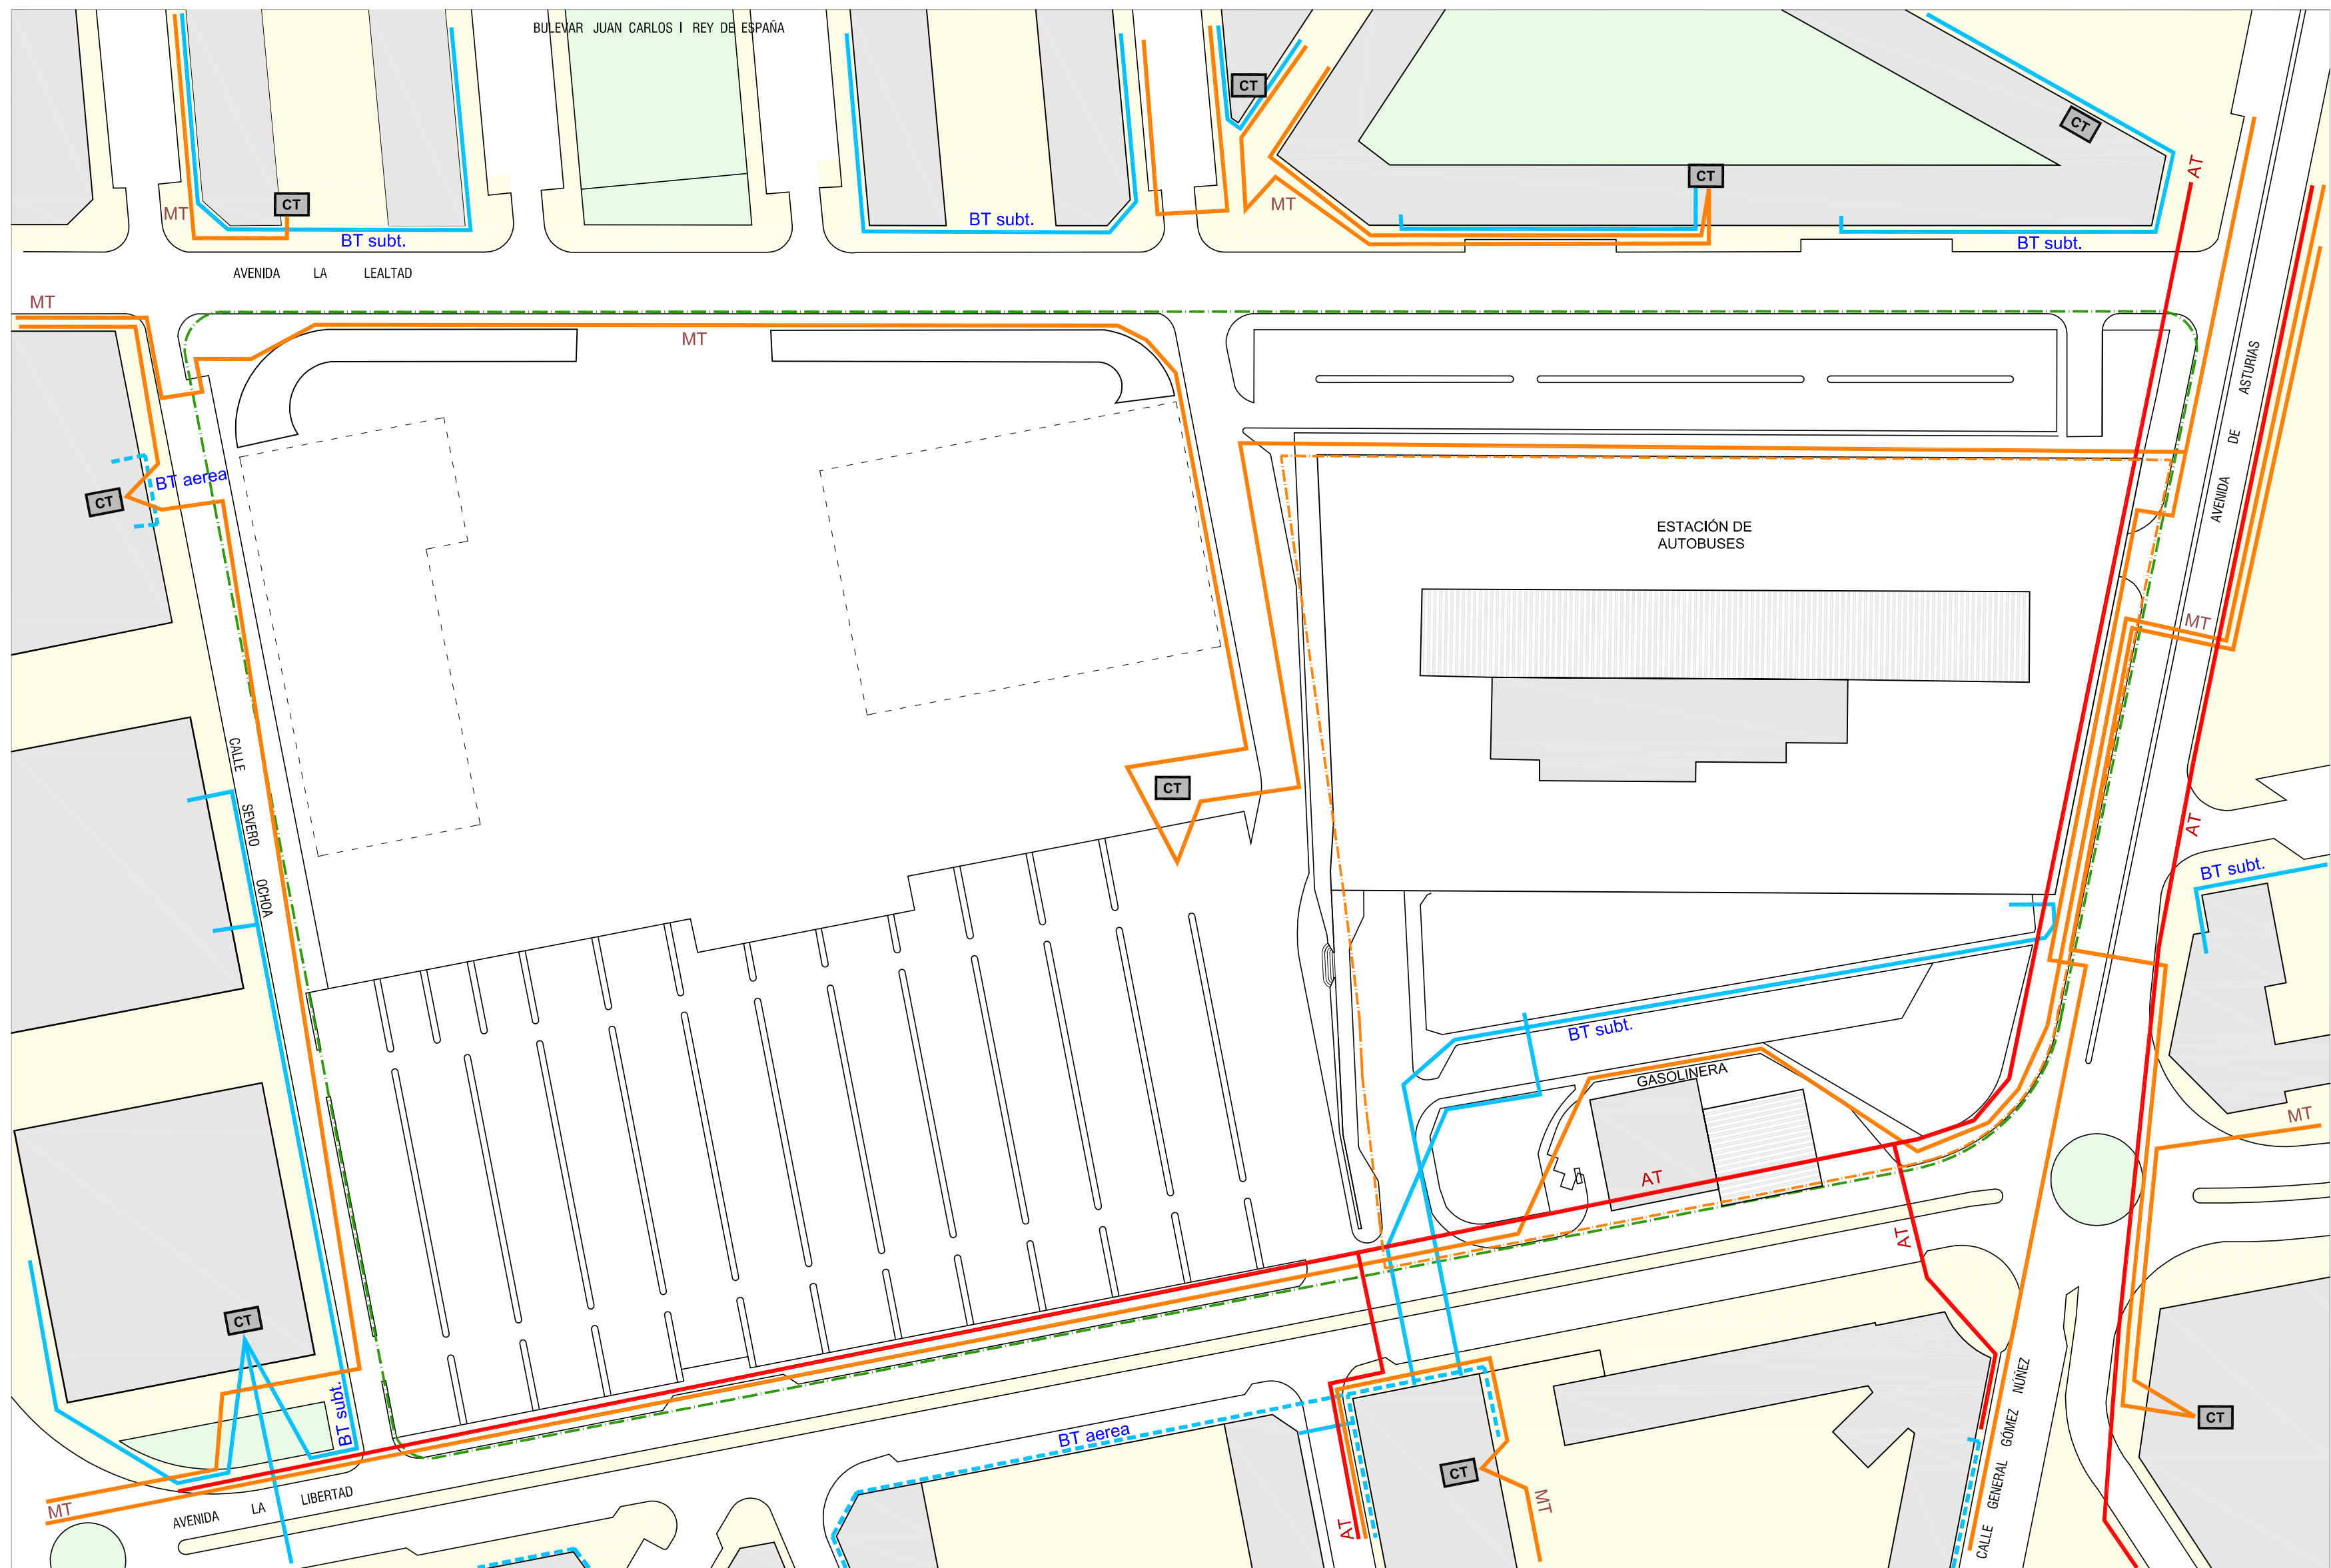 BULEVAR JUAN CARLOS I REY DE ESPAÑA
CT
CT
AT
CT
CT
MT
MT
BT subt.
BT subt.
BT subt.
AVENIDA LA LEALTAD
MT
MT
AVENIDA DE ASTURIAS
BT aerea
CT
ESTACIÓN DE
AUTOBUSES
MT
CALLE SEVERO OCHOA
CT
AT
BT subt.
BT subt.
GASOLINERA
MT
AT
AT
CT
BT subt.
CALLE GENERAL GÓMEZ NÚÑEZ
CT
BT aerea
CT
MT
AVENIDA LA LIBERTAD
MT
AT